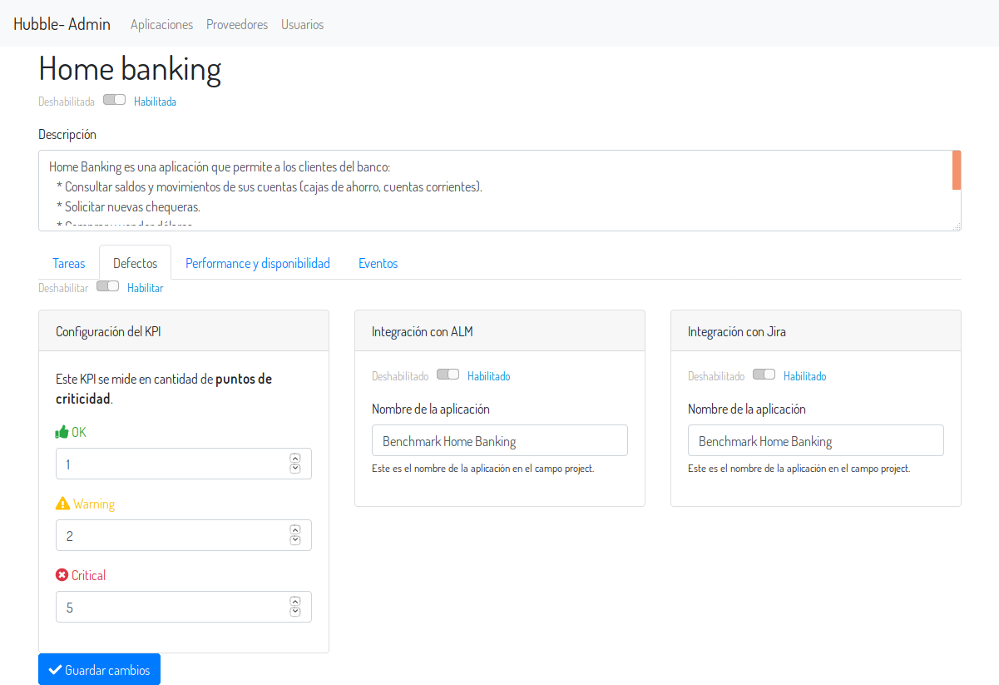 Hubble- Admin Aplicaciones Proveedores Usuarios
Home banking
Deshabilitada Habilitada
Descripción
Home Banking es una aplicación que permite a los clientes del banco:
* Consultar saldos y movimientos de sus cuentas (cajas de ahorro, cuentas corrientes).
* Solicitar nuevas chequeras.
* Comprar y vender dólares
Tareas Defectos Performance y disponibilidad Eventos
Deshabilitar Habilitar
Configuración del KPI
Este KPI se mide en cantidad de puntos de
criticidad.
OK
1
Warning
2
Critical
5
Integración con ALM
Deshabilitado Habilitado
Nombre de la aplicación
Benchmark Home Banking
Este es el nombre de la aplicación en el campo project.
Integración con Jira
Deshabilitado Habilitado
Nombre de la aplicación
Benchmark Home Banking
Este es el nombre de la aplicación en el campo project.
Guardar cambios